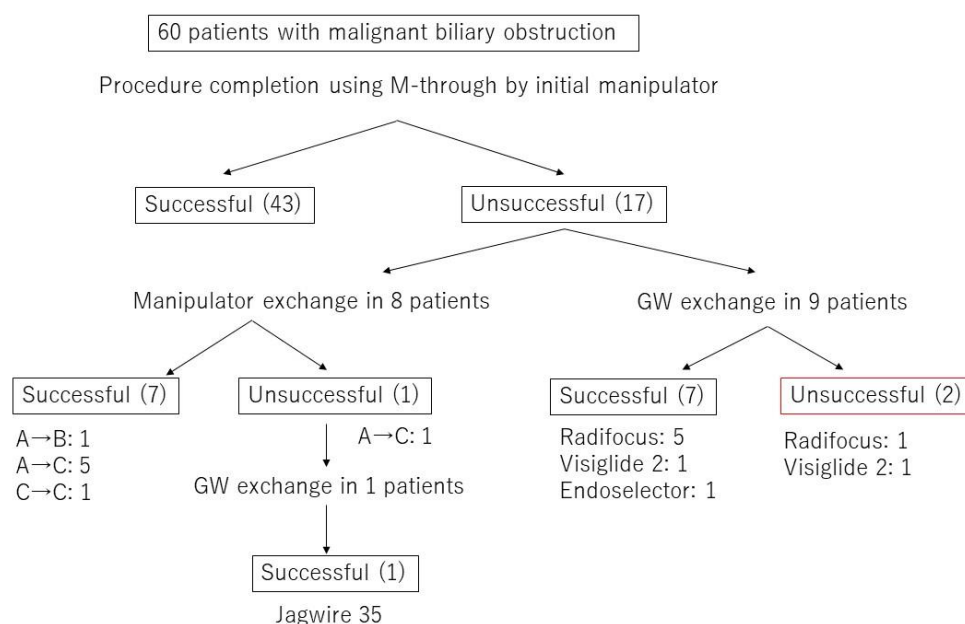 60 patients with malignant biliary obstruction
Procedure completion using M-through by initial manipulator
Successful (43)
Unsuccessful (17)
Manipulator exchange in 8 patients
GW exchange in 9 patients
Successful (7)
A→B: 1
A→C: 5
C→C: 1
Unsuccessful (1)
A→C: 1
GW exchange in 1 patients
Successful (1)
Jagwire 35
Successful (7)
Radifocus: 5
Visiglide 2: 1
Endoselector: 1
Unsuccessful (2)
Radifocus: 1
Visiglide 2: 1